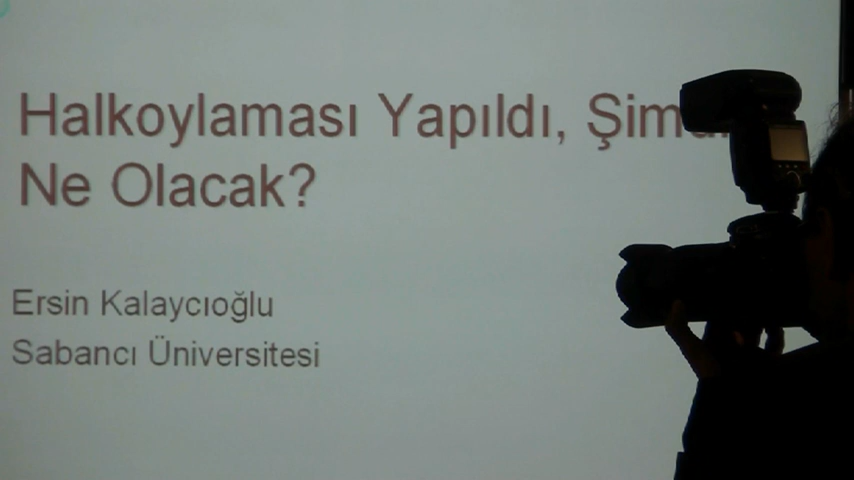 Halkoylaması Yapıldı,
Ne Olacak?
Ersin Kalaycıoğlu
Sabancı Üniversitesi